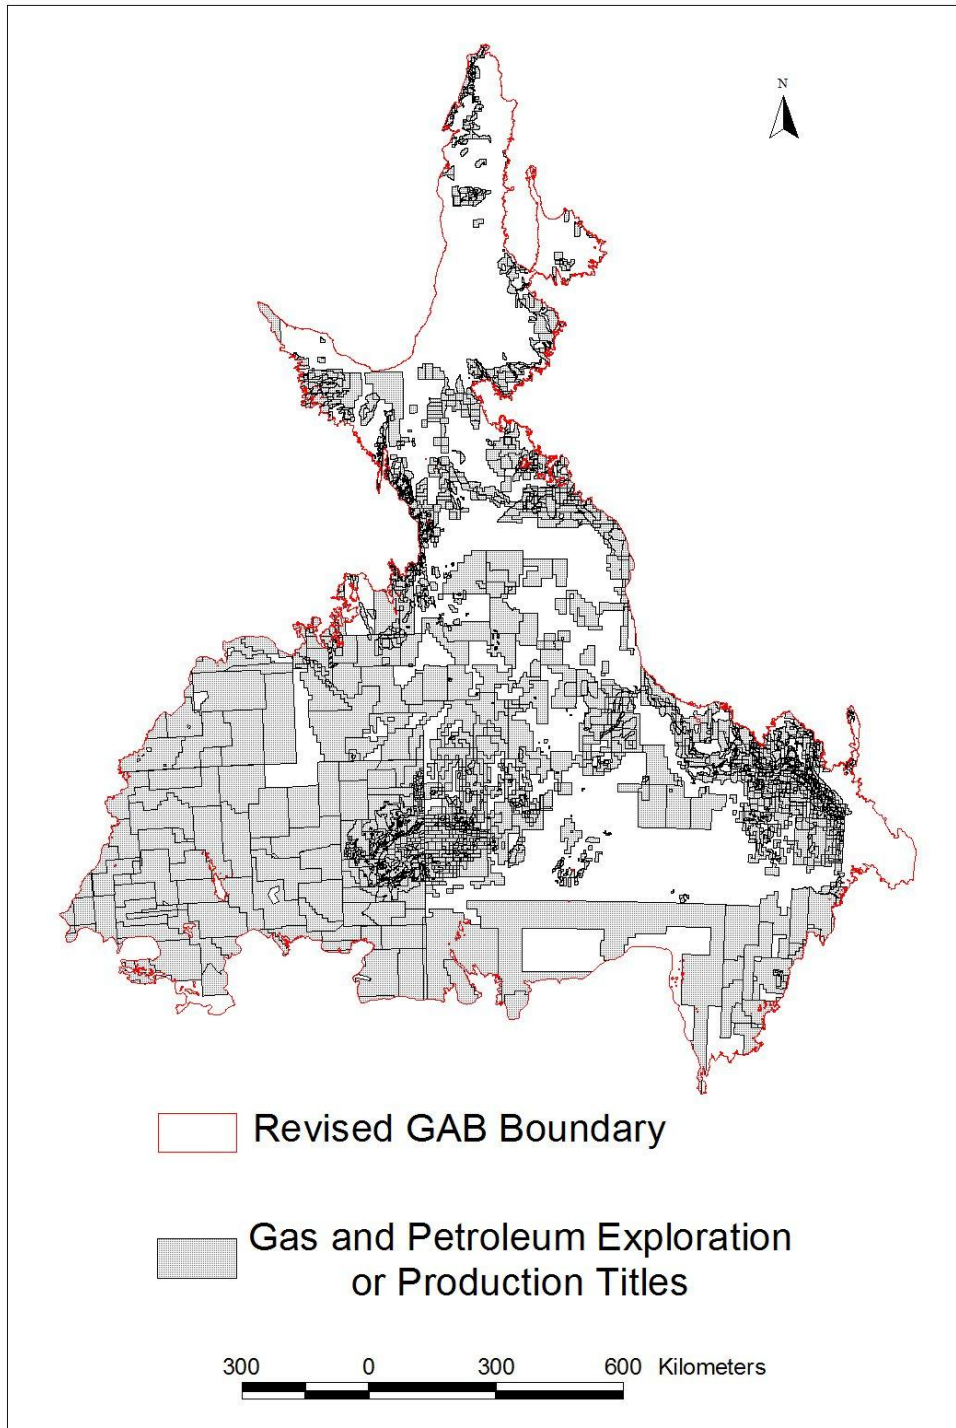 N
Revised GAB Boundary
Gas and Petroleum Exploration
or Production Titles
300 0 300 600 Kilometers